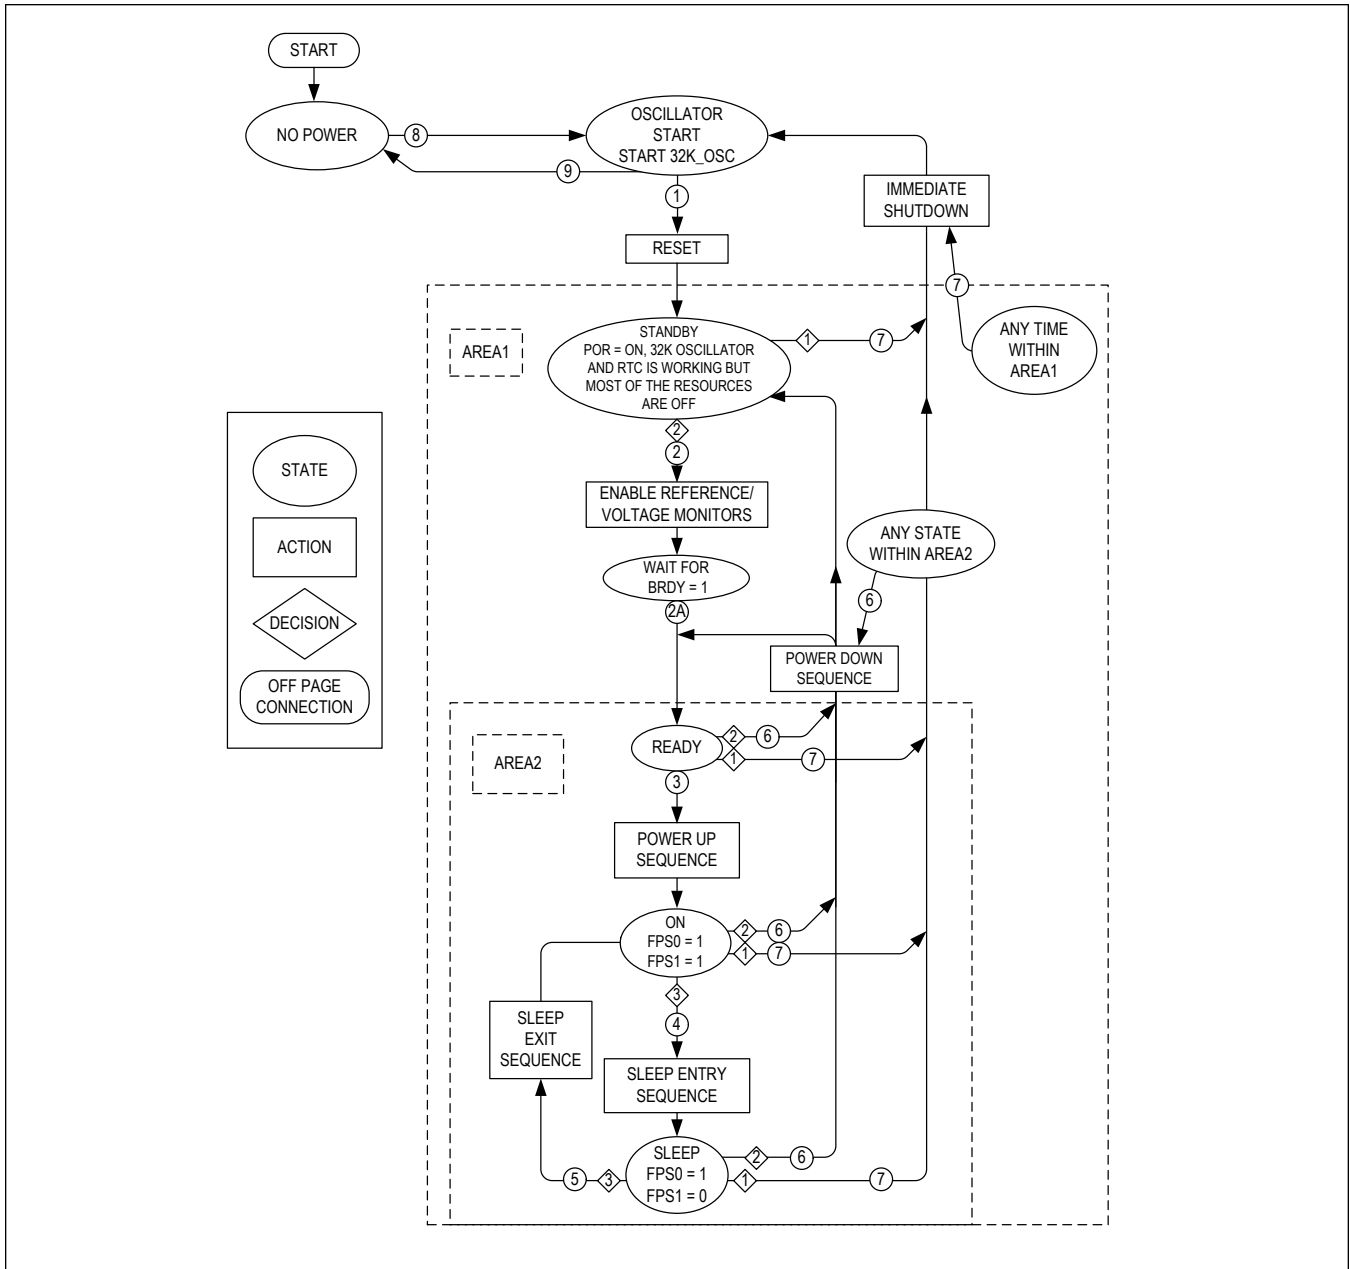 START
NO POWER
8
OSCILLATOR
START
START 32K_OSC
9
1
IMMEDIATE
SHUTDOWN
RESET
7
AREA1
STANDBY
POR = ON, 32K OSCILLATOR
AND RTC IS WORKING BUT
MOST OF THE RESOURCES
ARE OFF
1
7
ANY TIME
WITHIN
AREA1
2
2
STATE
ACTION
DECISION
OFF PAGE
CONNECTION
ENABLE REFERENCE/
VOLTAGE MONITORS
ANY STATE
WITHIN AREA2
WAIT FOR
BRDY = 1
2A
6
POWER DOWN
SEQUENCE
AREA2
READY
2
6
1
7
3
POWER UP
SEQUENCE
ON
FPS0 = 1
FPS1 = 1
2
6
1
7
3
4
SLEEP
EXIT
SEQUENCE
SLEEP ENTRY
SEQUENCE
SLEEP
FPS0 = 1
FPS1 = 0
2
6
5
3
1
7